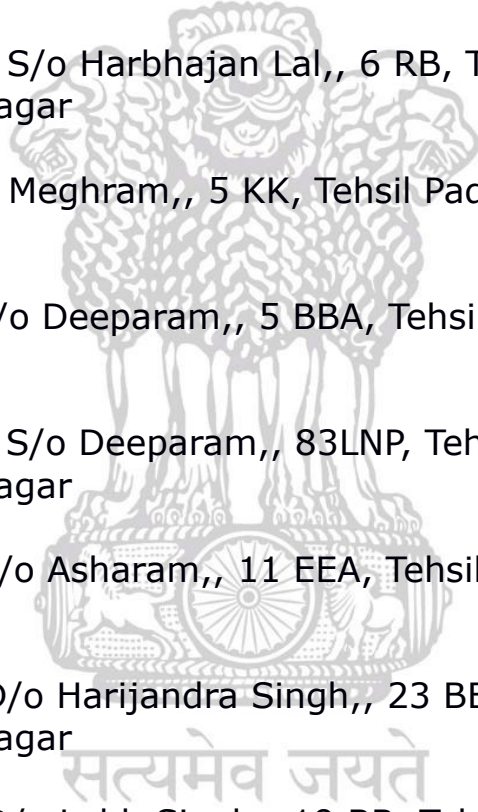 S/o Harbhajan Lal,, 6 RB, T
agar
Meghram,, 5 KK, Tehsil Pad
/o Deeparam,, 5 BBA, Tehsi
S/o Deeparam,, 83LNP, Teh
agar
/o Asharam,, 11 EEA, Tehsil
D/o Harijandra Singh,, 23 BB
agar
सत्यमेव जयते